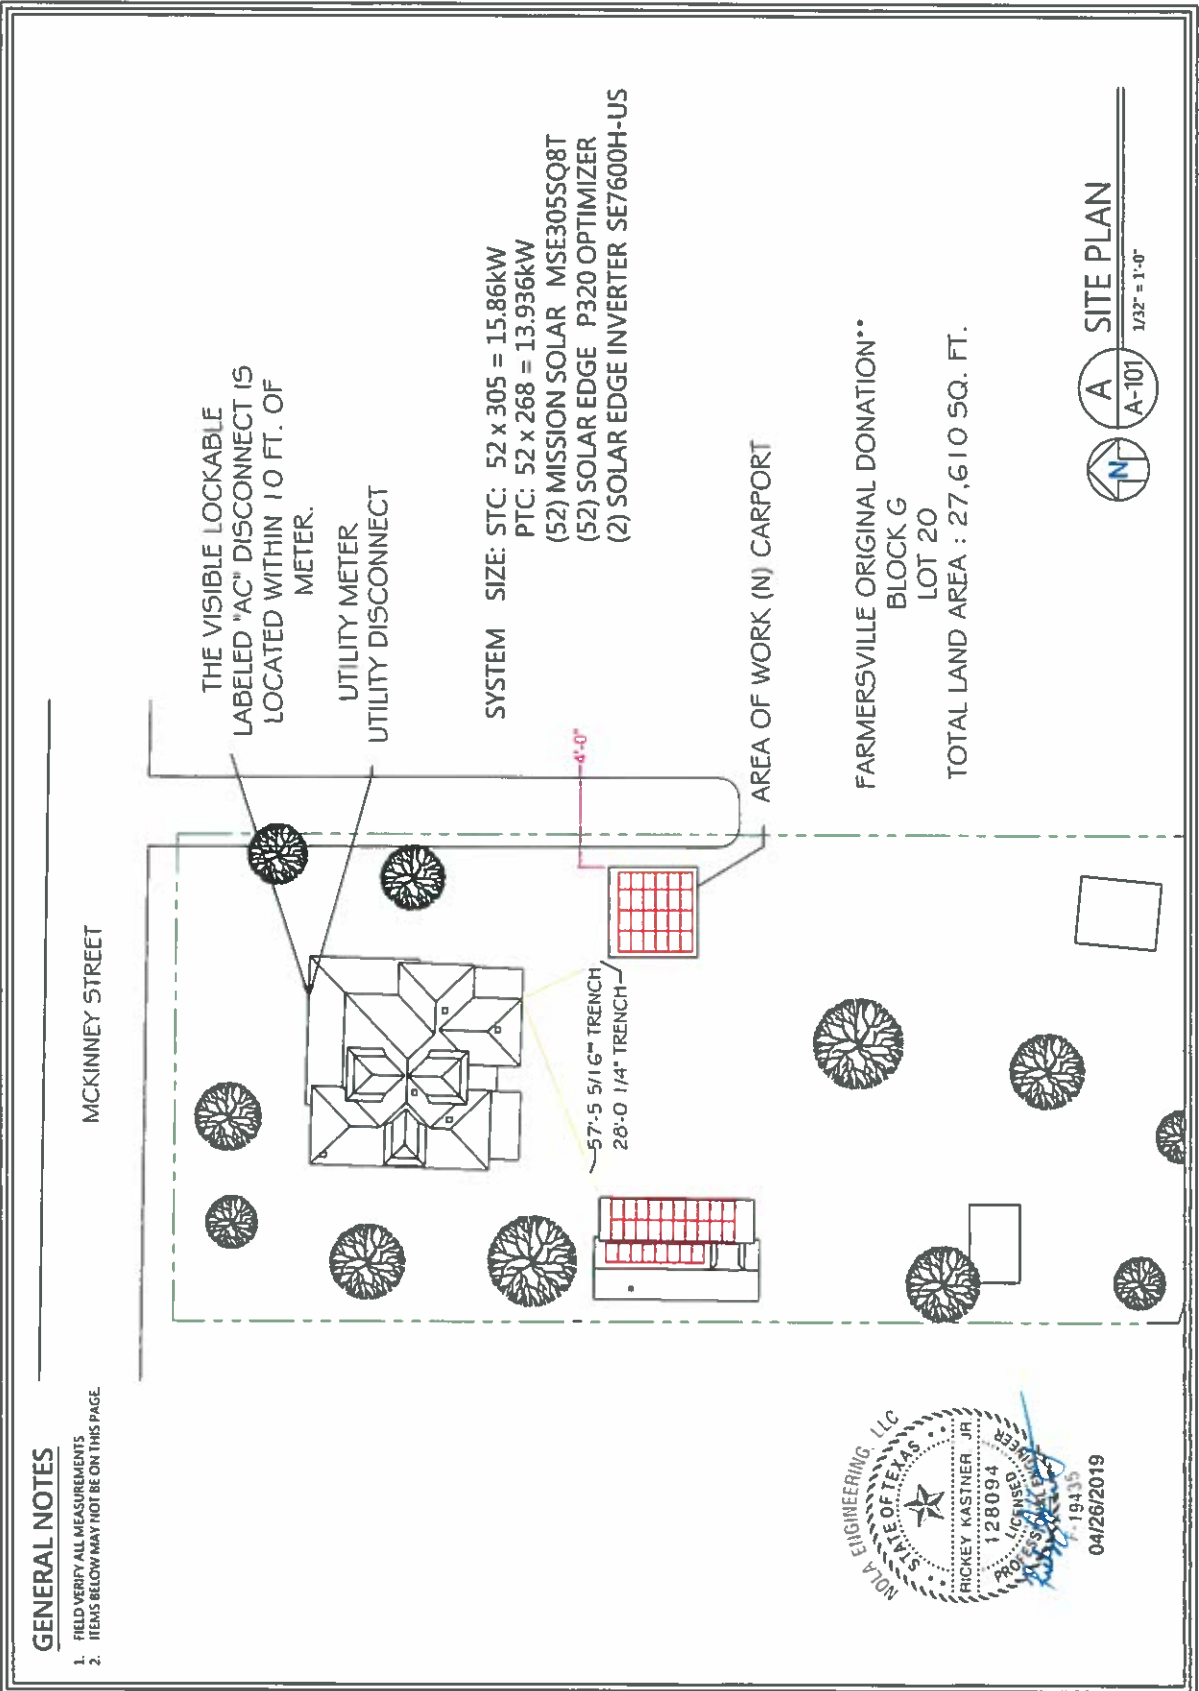 GENERAL NOTES
1. FIELD VERIFY ALL MEASUREMENTS
2. ITEMS BELOW MAY NOT BE ON THIS PAGE.
MCKINNEY STREET
THE VISIBLE LOCKABLE
LABELED "AC" DISCONNECT IS
LOCATED WITHIN 10 FT. OF
METER.
UTILITY METER
UTILITY DISCONNECT
SYSTEM SIZE: STC: 52 x 305 = 15.86kW
PTC: 52 x 268 = 13.936kW
(52) MISSION SOLAR MSE305SQ8T
(52) SOLAR EDGE P320 OPTIMIZER
(2) SOLAR EDGE INVERTER SE7600H-US
4'-0"
57'-5 5/16" TRENCH
28'-0 1/4" TRENCH
AREA OF WORK (N) CARPORT
FARMERSVILLE ORIGINAL DONATION**
BLOCK G
LOT 20
TOTAL LAND AREA : 27,610 SQ. FT.
NOLA ENGINEERING, LLC
STATE OF TEXAS
RICKEY KASTNER JR
128094
LICENSED
PROFESSIONAL ENGINEER
F-19435
04/26/2019
N
A
A-101
SITE PLAN
1/32" = 1'-0"